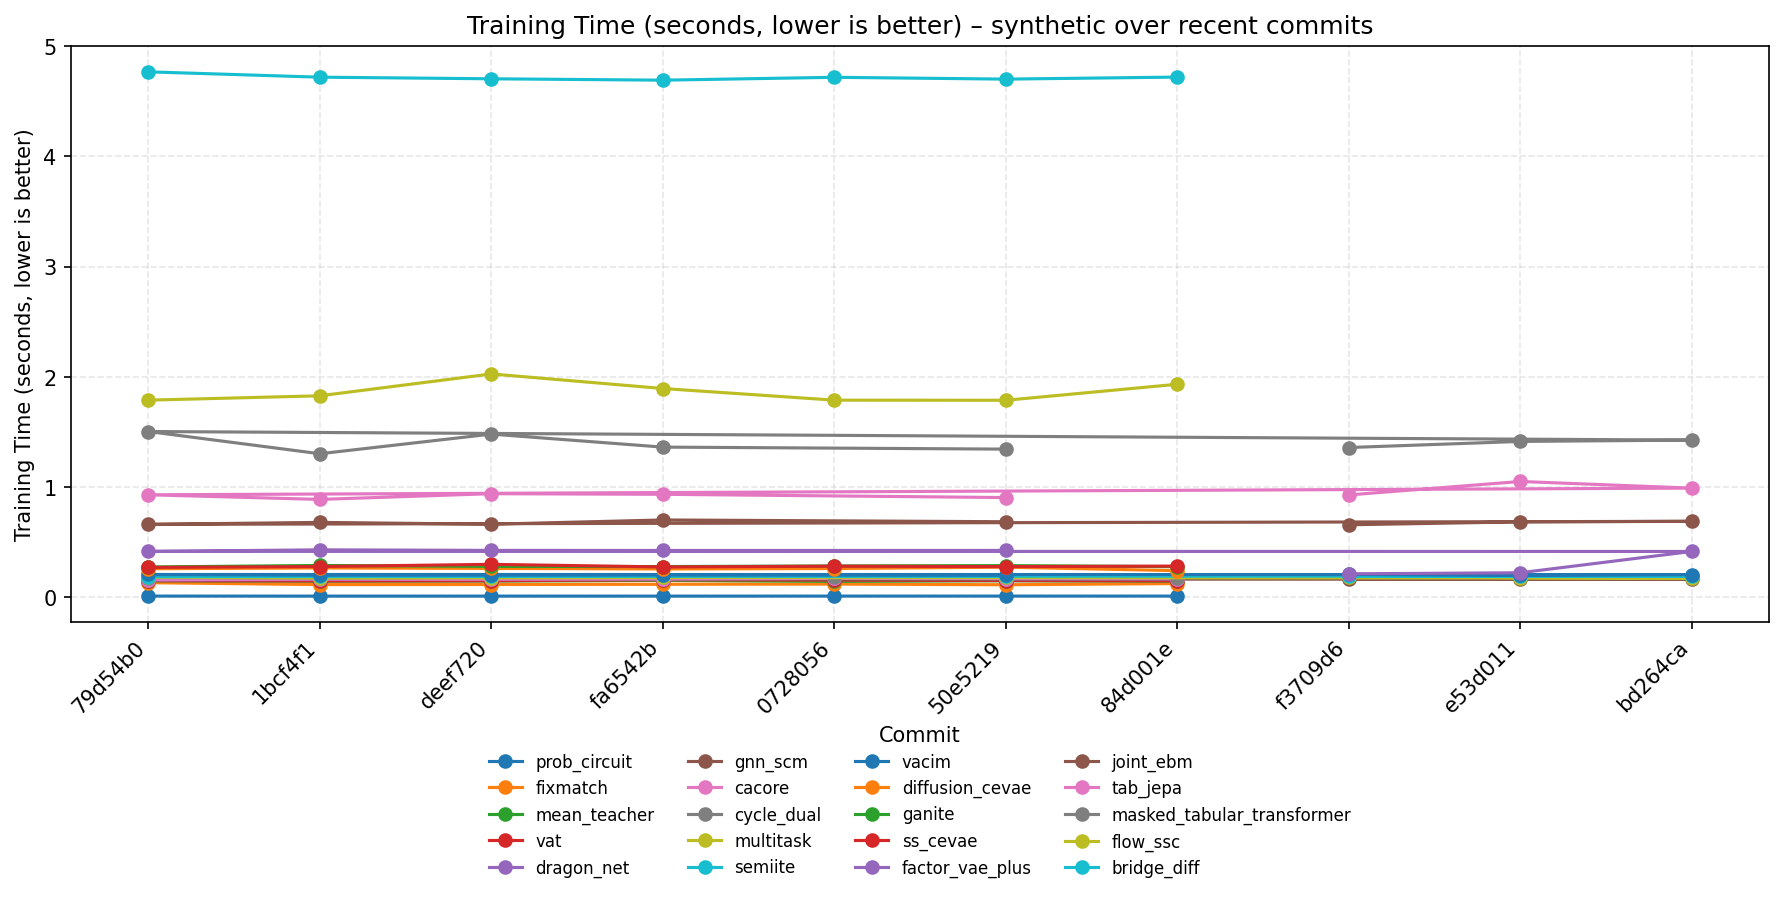 Training Time (seconds, lower is better) – synthetic over recent commits
Training Time (seconds, lower is better)
5
4
3
2
1
0
79d54b0
1bcf4f1
deef720
fa6542b
0728056
50e5219
84d001e
f3709d6
e53d011
bd264ca
Commit
prob_circuit
fixmatch
mean_teacher
vat
dragon_net
gnn_scm
cacore
cycle_dual
multitask
semiite
vacim
diffusion_cevae
ganite
ss_cevae
factor_vae_plus
joint_ebm
tab_jepa
masked_tabular_transformer
flow_ssc
bridge_diff